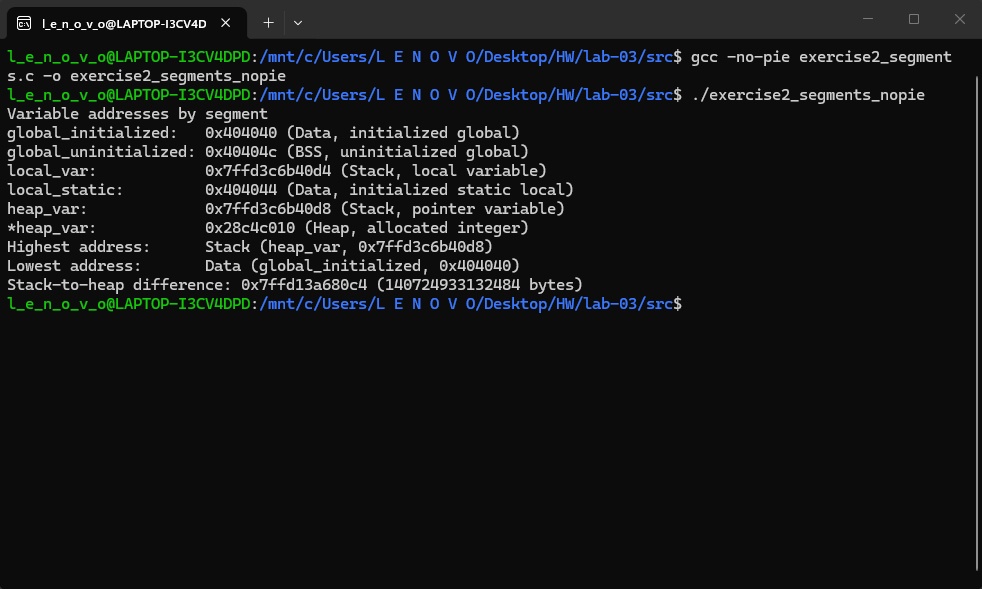 l_e_n_o_v_o@LAPTOP-I3CV4D
l_e_n_o_v_o@LAPTOP-I3CV4DPD:/mnt/c/Users/L E N O V O/Desktop/HW/lab-03/src$ gcc -no-pie exercise2_segment
s.c -o exercise2_segments_nopie
l_e_n_o_v_o@LAPTOP-I3CV4DPD:/mnt/c/Users/L E N O V O/Desktop/HW/lab-03/src$ ./exercise2_segments_nopie
Variable addresses by segment
global_initialized:   0x404040 (Data, initialized global)
global_uninitialized: 0x40404c (BSS, uninitialized global)
local_var:            0x7ffd3c6b40d4 (Stack, local variable)
local_static:         0x404044 (Data, initialized static local)
heap_var:             0x7ffd3c6b40d8 (Stack, pointer variable)
*heap_var:            0x28c4c010 (Heap, allocated integer)
Highest address:      Stack (heap_var, 0x7ffd3c6b40d8)
Lowest address:       Data (global_initialized, 0x404040)
Stack-to-heap difference: 0x7ffd13a680c4 (140724933132484 bytes)
l_e_n_o_v_o@LAPTOP-I3CV4DPD:/mnt/c/Users/L E N O V O/Desktop/HW/lab-03/src$